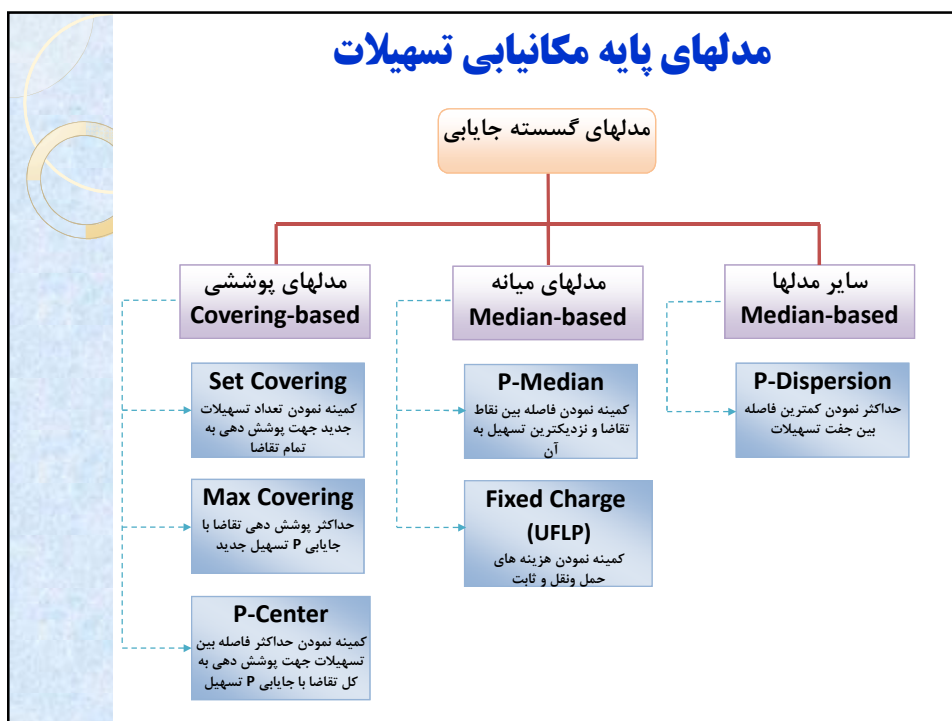 مدلهای پایه مکانیابی تسهیلات
مدلهای گسسته جایابی
مدلهای پوششی
Covering-based
Set Covering
کمینه نمودن تعداد تسهیلات
جدید جهت پوشش دهی به
تمام تقاضا
Max Covering
حداکثر پوشش دهی تقاضا با
جایابی P تسهیل جدید
P-Center
کمینه نمودن حداکثر فاصله بین
تسهیلات جهت پوشش دهی به
کل تقاضا با جایابی P تسهیل
مدلهای میانه
Median-based
P-Median
کمینه نمودن فاصله بین نقاط
تقاضا و نزدیکترین تسهیل به
آن
Fixed Charge
(UFLP)
کمینه نمودن هزینه های
حمل ونقل و ثابت
سایر مدلها
Median-based
P-Dispersion
حداکثر نمودن کمترین فاصله
بین جفت تسهیلات